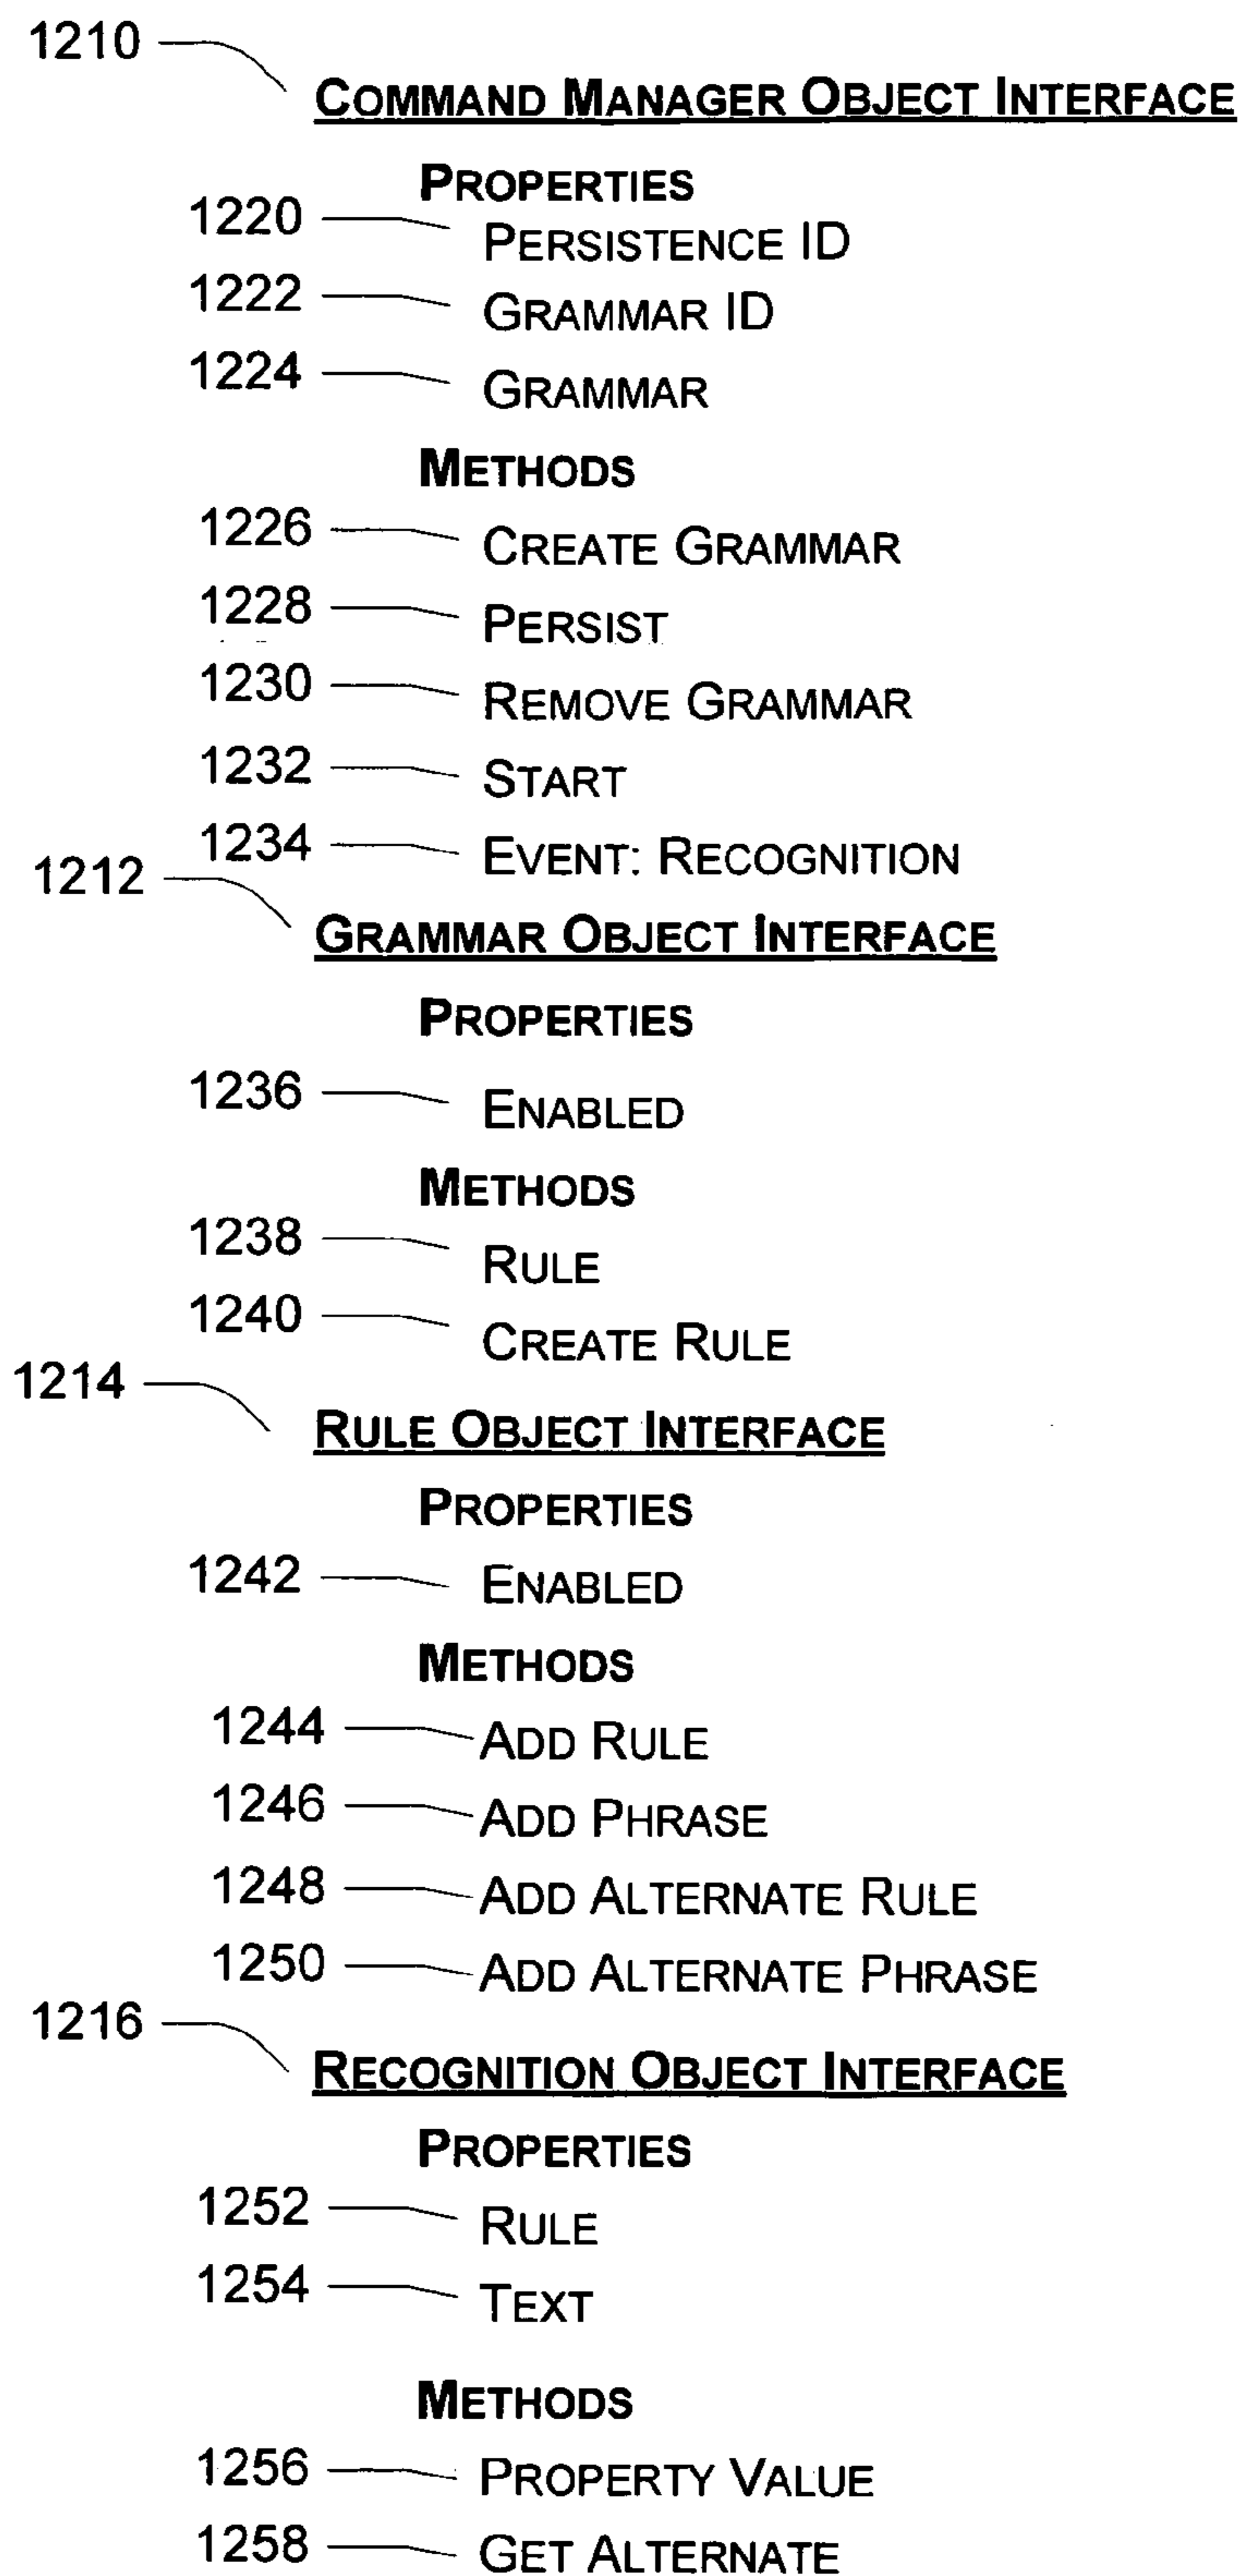 1210
COMMAND MANAGER OBJECT INTERFACE
PROPERTIES
1220 PERSISTENCE ID
1222 GRAMMAR ID
1224 GRAMMAR
METHODS
1226 CREATE GRAMMAR
1228 PERSIST
1230 REMOVE GRAMMAR
1232 START
1234 EVENT: RECOGNITION
1212
GRAMMAR OBJECT INTERFACE
PROPERTIES
1236 ENABLED
METHODS
1238 RULE
1240 CREATE RULE
1214
RULE OBJECT INTERFACE
PROPERTIES
1242 ENABLED
METHODS
1244 ADD RULE
1246 ADD PHRASE
1248 ADD ALTERNATE RULE
1250 ADD ALTERNATE PHRASE
1216
RECOGNITION OBJECT INTERFACE
PROPERTIES
1252 RULE
1254 TEXT
METHODS
1256 PROPERTY VALUE
1258 GET ALTERNATE